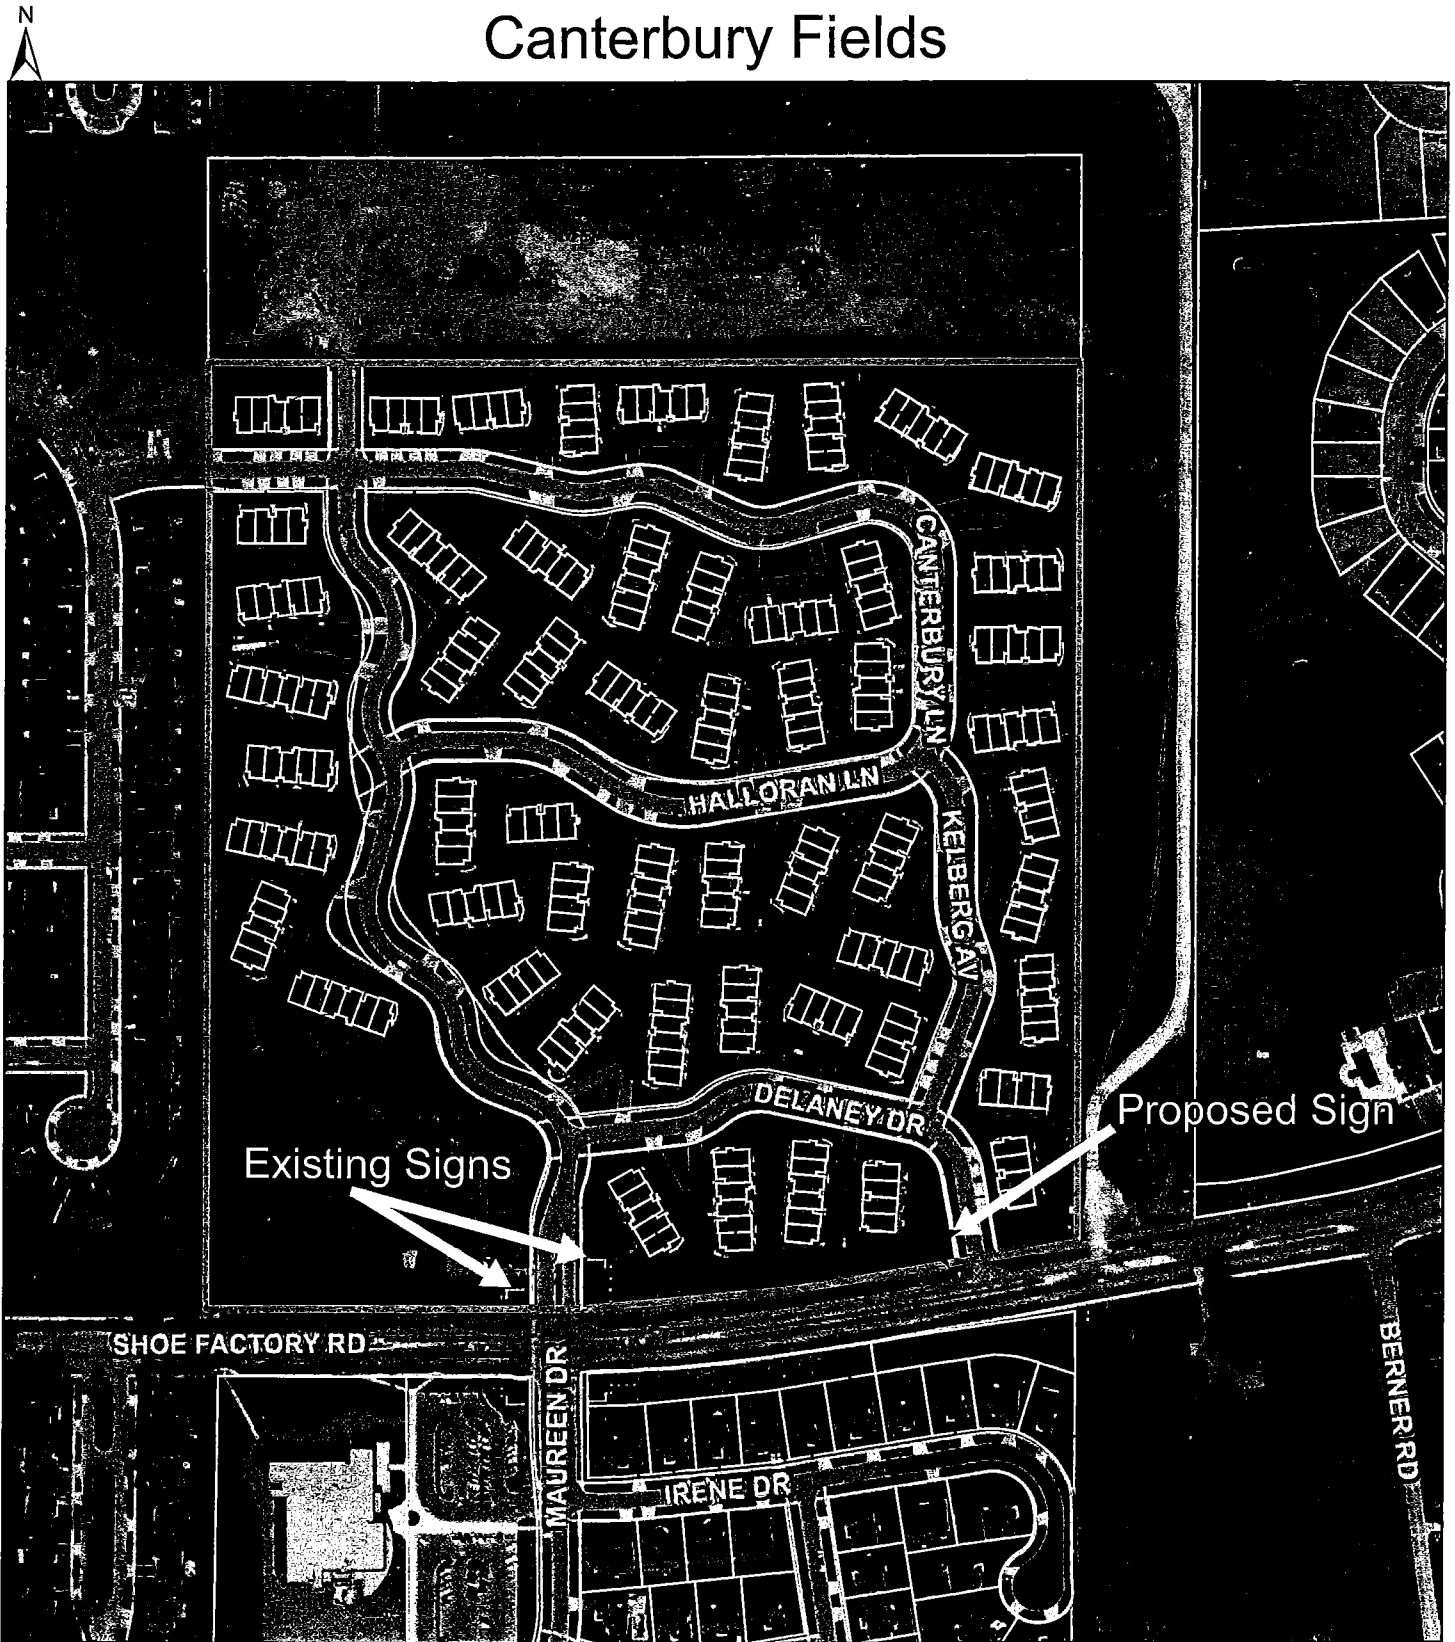 N
Canterbury Fields
CANTERBURY LN
HALLORAN LN
KELBERG AV
DELANEY DR
Proposed Sign
Existing Signs
SHOE FACTORY RD
MAUREEN DR
BERNER RD
IRENE DR